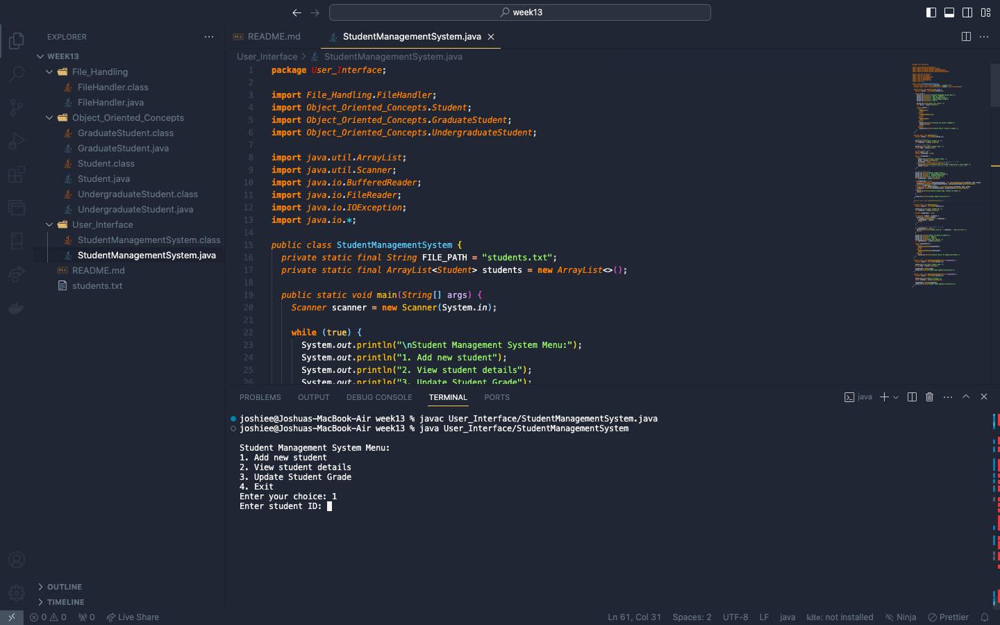 week13
EXPLORER
WEEK13
File_Handling
FileHandler.class
FileHandler.java
Object_Oriented_Concepts
GraduateStudent.class
GraduateStudent.java
Student.class
Student.java
UndergraduateStudent.class
UndergraduateStudent.java
User_Interface
StudentManagementSystem.class
StudentManagementSystem.java
README.md
students.txt
OUTLINE
TIMELINE
README.md
StudentManagementSystem.java
User_Interface > StudentManagementSystem.java
1 package User_Interface;
2
3 import File_Handling.FileHandler;
4 import Object_Oriented_Concepts.Student;
5 import Object_Oriented_Concepts.GraduateStudent;
6 import Object_Oriented_Concepts.UndergraduateStudent;
7
8 import java.util.ArrayList;
9 import java.util.Scanner;
10 import java.io.BufferedReader;
11 import java.io.FileReader;
12 import java.io.IOException;
13 import java.io.*;
14
15 public class StudentManagementSystem {
16 private static final String FILE_PATH = "students.txt";
17 private static final ArrayList<Student> students = new ArrayList<>();
18
19 public static void main(String[] args) {
20 Scanner scanner = new Scanner(System.in);
21
22 while (true) {
23 System.out.println("\nStudent Management System Menu:");
24 System.out.println("1. Add new student");
25 System.out.println("2. View student details");
26 System.out.println("3. Update Student Grade");
PROBLEMS OUTPUT DEBUG CONSOLE TERMINAL PORTS
java
joshiee@Joshuas-MacBook-Air week13 % javac User_Interface/StudentManagementSystem.java
joshiee@Joshuas-MacBook-Air week13 % java User_Interface/StudentManagementSystem
Student Management System Menu:
1. Add new student
2. View student details
3. Update Student Grade
4. Exit
Enter your choice: 1
Enter student ID:
0 0 0 Live Share Ln 61, Col 31 Spaces: 2 UTF-8 LF java kite: not installed Ninja Prettier